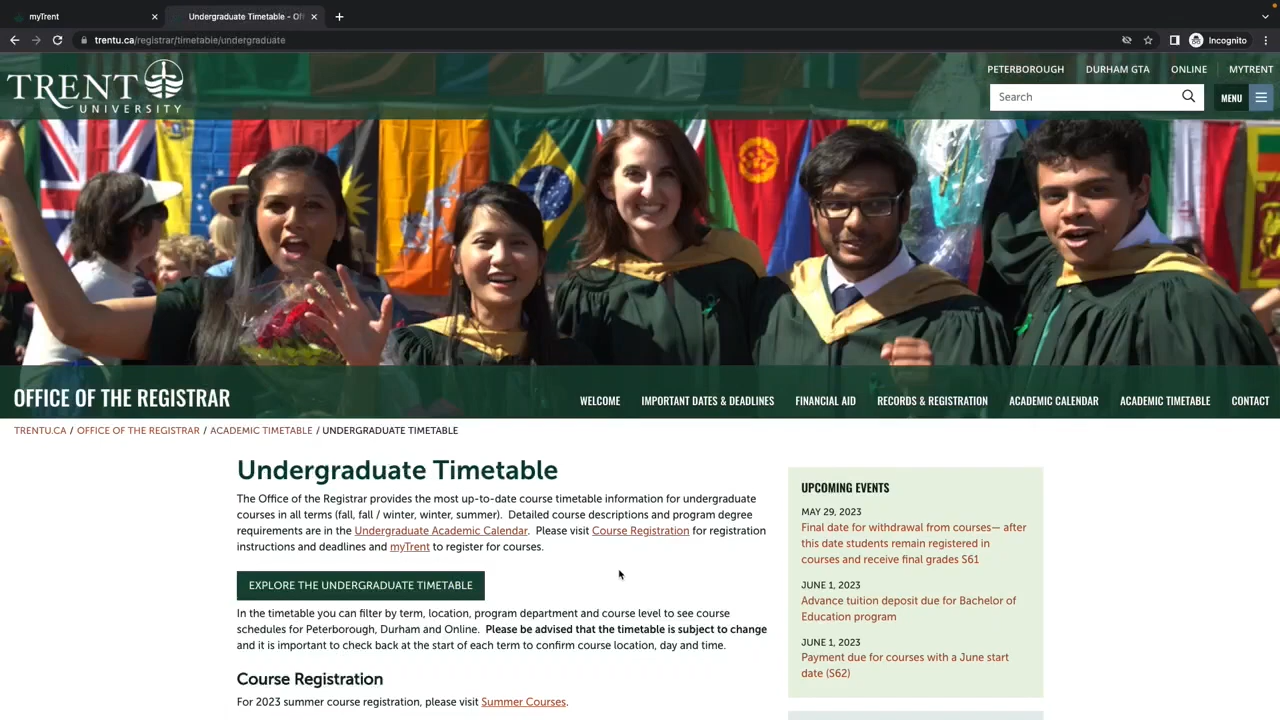 myTrent
Undergraduate Timetable - Off
trentu.ca/registrar/timetable/undergraduate
Incognito
TRENT
UNIVERSITY
PETERBOROUGH DURHAM GTA ONLINE MYTRENT
Search
MENU
OFFICE OF THE REGISTRAR
WELCOME IMPORTANT DATES & DEADLINES FINANCIAL AID RECORDS & REGISTRATION ACADEMIC CALENDAR ACADEMIC TIMETABLE CONTACT
TRENTU.CA / OFFICE OF THE REGISTRAR / ACADEMIC TIMETABLE / UNDERGRADUATE TIMETABLE
Undergraduate Timetable
The Office of the Registrar provides the most up-to-date course timetable information for undergraduate
courses in all terms (fall, fall / winter, winter, summer). Detailed course descriptions and program degree
requirements are in the Undergraduate Academic Calendar. Please visit Course Registration for registration
instructions and deadlines and myTrent to register for courses.
EXPLORE THE UNDERGRADUATE TIMETABLE
In the timetable you can filter by term, location, program department and course level to see course
schedules for Peterborough, Durham and Online. Please be advised that the timetable is subject to change
and it is important to check back at the start of each term to confirm course location, day and time.
Course Registration
For 2023 summer course registration, please visit Summer Courses.
UPCOMING EVENTS
MAY 29, 2023
Final date for withdrawal from courses— after
this date students remain registered in
courses and receive final grades S61
JUNE 1, 2023
Advance tuition deposit due for Bachelor of
Education program
JUNE 1, 2023
Payment due for courses with a June start
date (S62)